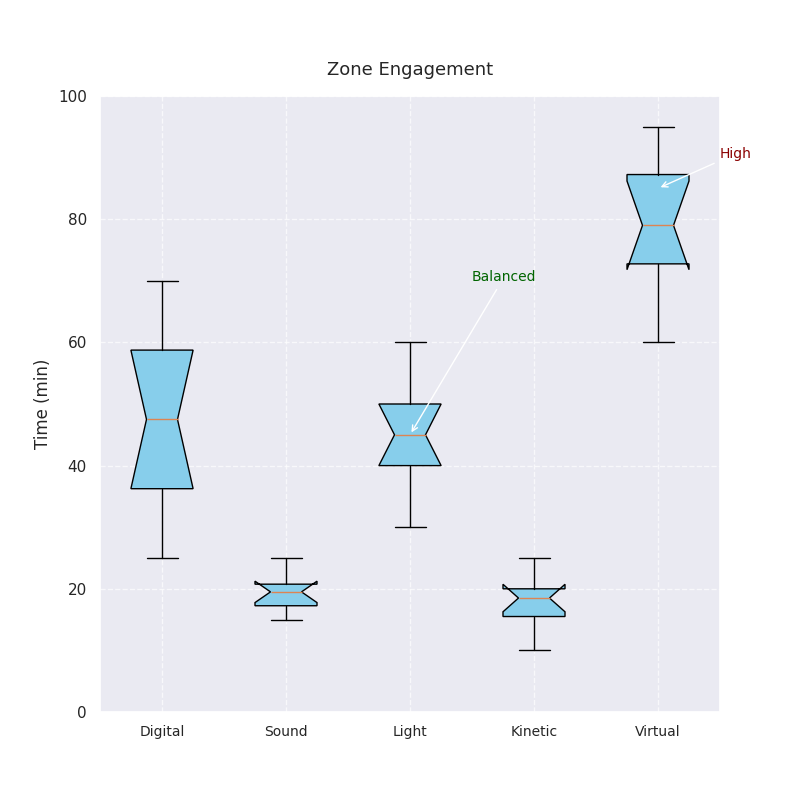 Zone Engagement
Time (min)
100
80
60
40
20
0
High
Balanced
Digital
Sound
Light
Kinetic
Virtual